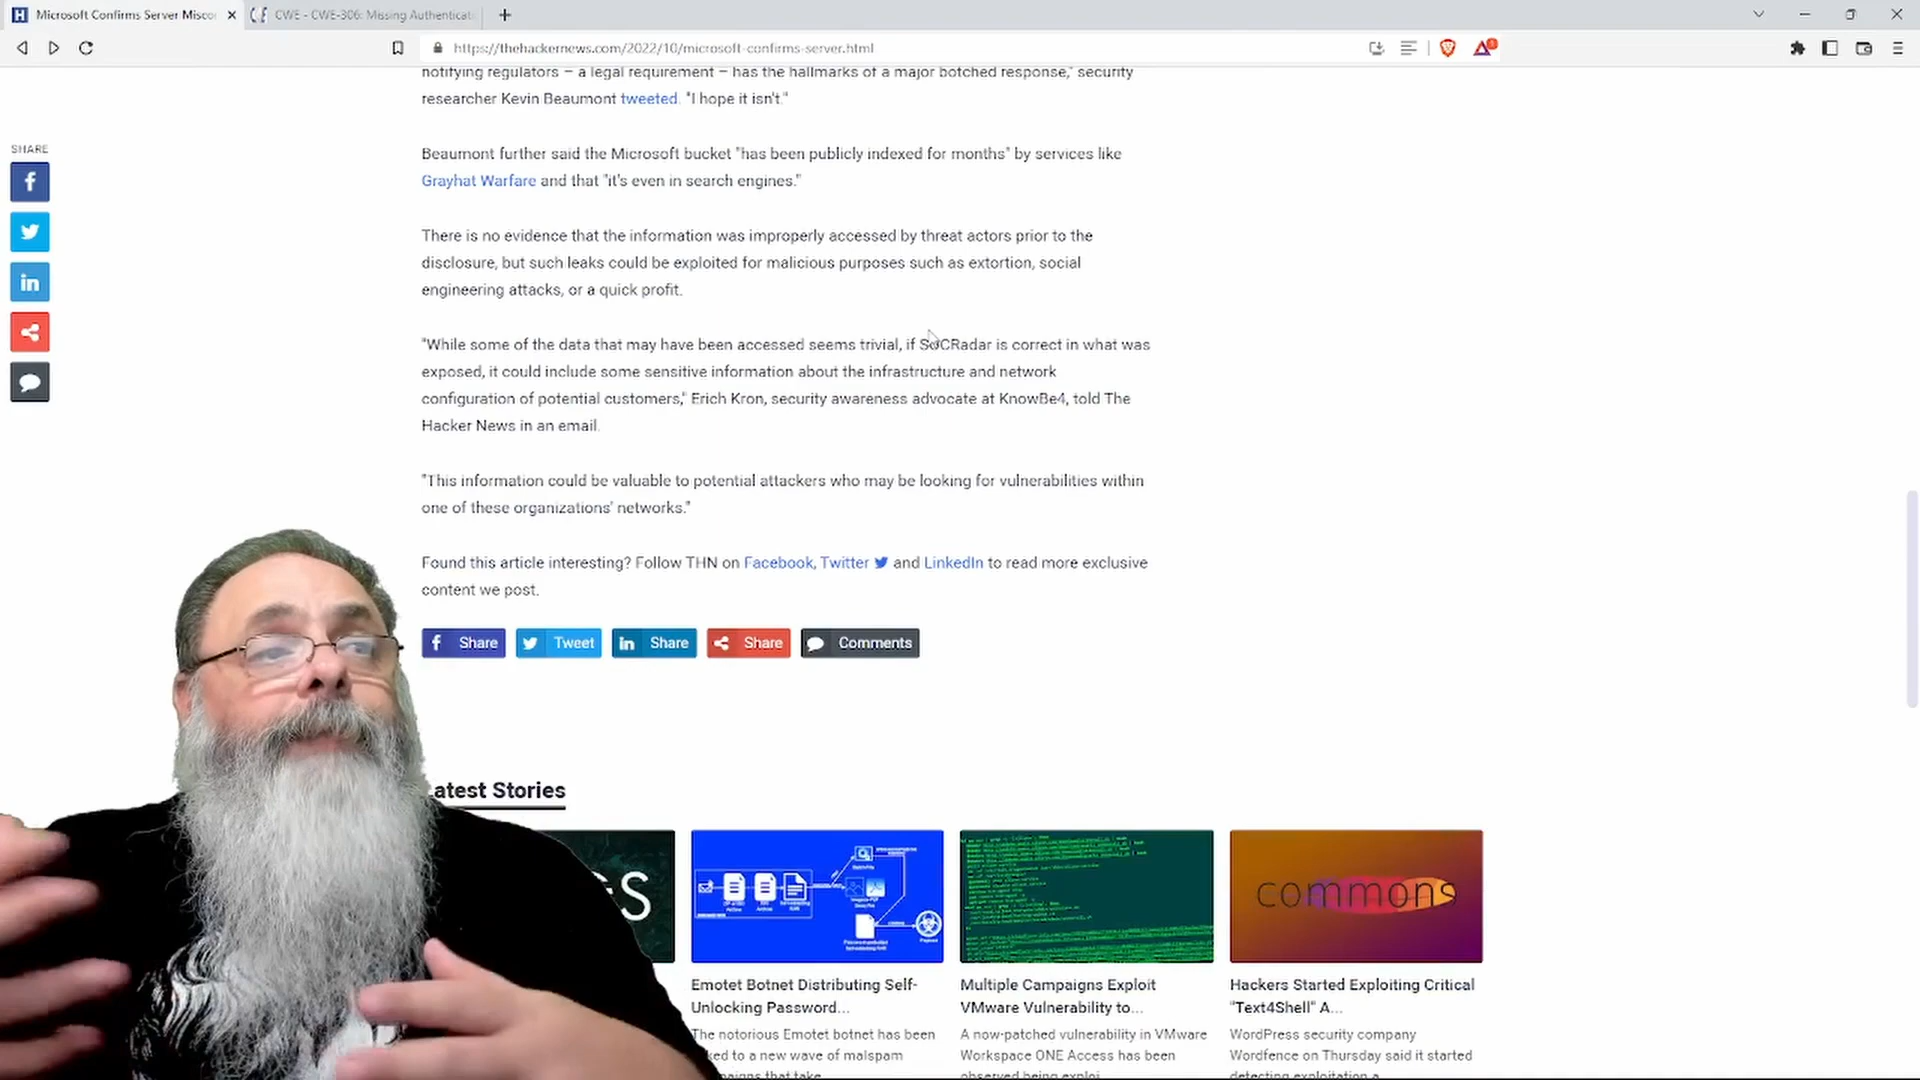 Microsoft Confirms Server Misco
CWE - CWE-306: Missing Authenticat
https://thehackernews.com/2022/10/microsoft-confirms-server.html
notifying regulators – a legal requirement – has the hallmarks of a major botched response," security
researcher Kevin Beaumont tweeted. "I hope it isn't."
SHARE
Beaumont further said the Microsoft bucket "has been publicly indexed for months" by services like
Grayhat Warfare and that "it's even in search engines."
There is no evidence that the information was improperly accessed by threat actors prior to the
disclosure, but such leaks could be exploited for malicious purposes such as extortion, social
engineering attacks, or a quick profit.
"While some of the data that may have been accessed seems trivial, if SOCRadar is correct in what was
exposed, it could include some sensitive information about the infrastructure and network
configuration of potential customers," Erich Kron, security awareness advocate at KnowBe4, told The
Hacker News in an email.
"This information could be valuable to potential attackers who may be looking for vulnerabilities within
one of these organizations' networks."
Found this article interesting? Follow THN on Facebook, Twitter and LinkedIn to read more exclusive
content we post.
Share Tweet Share Share Comments
atest Stories
GS
commons
Emotet Botnet Distributing Self-
Unlocking Password...
Multiple Campaigns Exploit
VMware Vulnerability to...
Hackers Started Exploiting Critical
"Text4Shell" A...
The notorious Emotet botnet has been
ked to a new wave of malspam
paigns that take
A now-patched vulnerability in VMware
Workspace ONE Access has been
observed being exploi
WordPress security company
Wordfence on Thursday said it started
detecting exploitation a